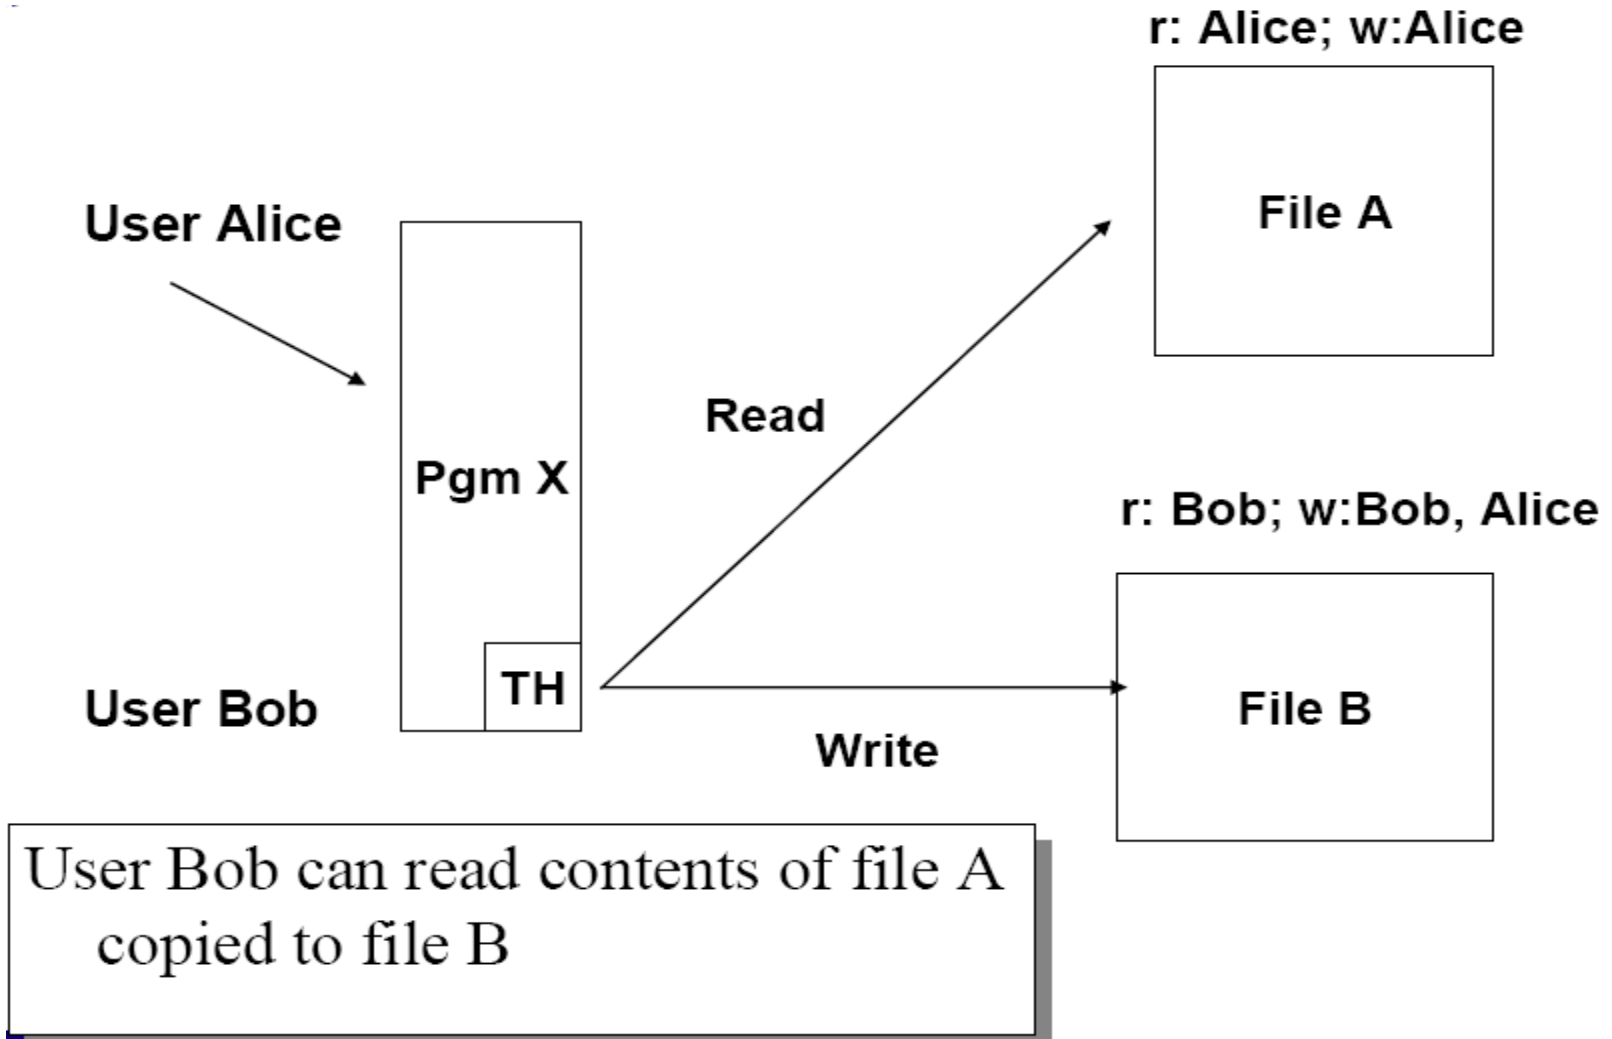 r: Alice; w:Alice
File A
User Alice
Read
Pgm X
r: Bob; w:Bob, Alice
TH
User Bob
File B
Write
User Bob can read contents of file A
copied to file B